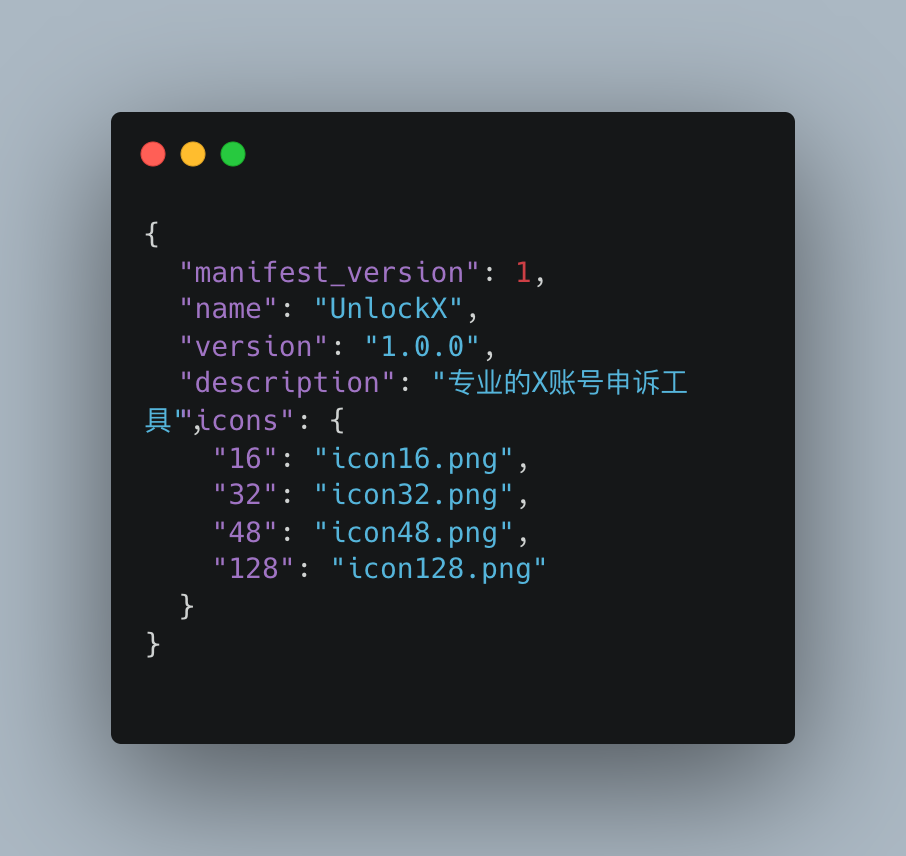 {
  "manifest_version": 1,
  "name": "UnlockX",
  "version": "1.0.0",
  "description": "专业的X账号申诉工
具",
  "icons": {
    "16": "icon16.png",
    "32": "icon32.png",
    "48": "icon48.png",
    "128": "icon128.png"
  }
}